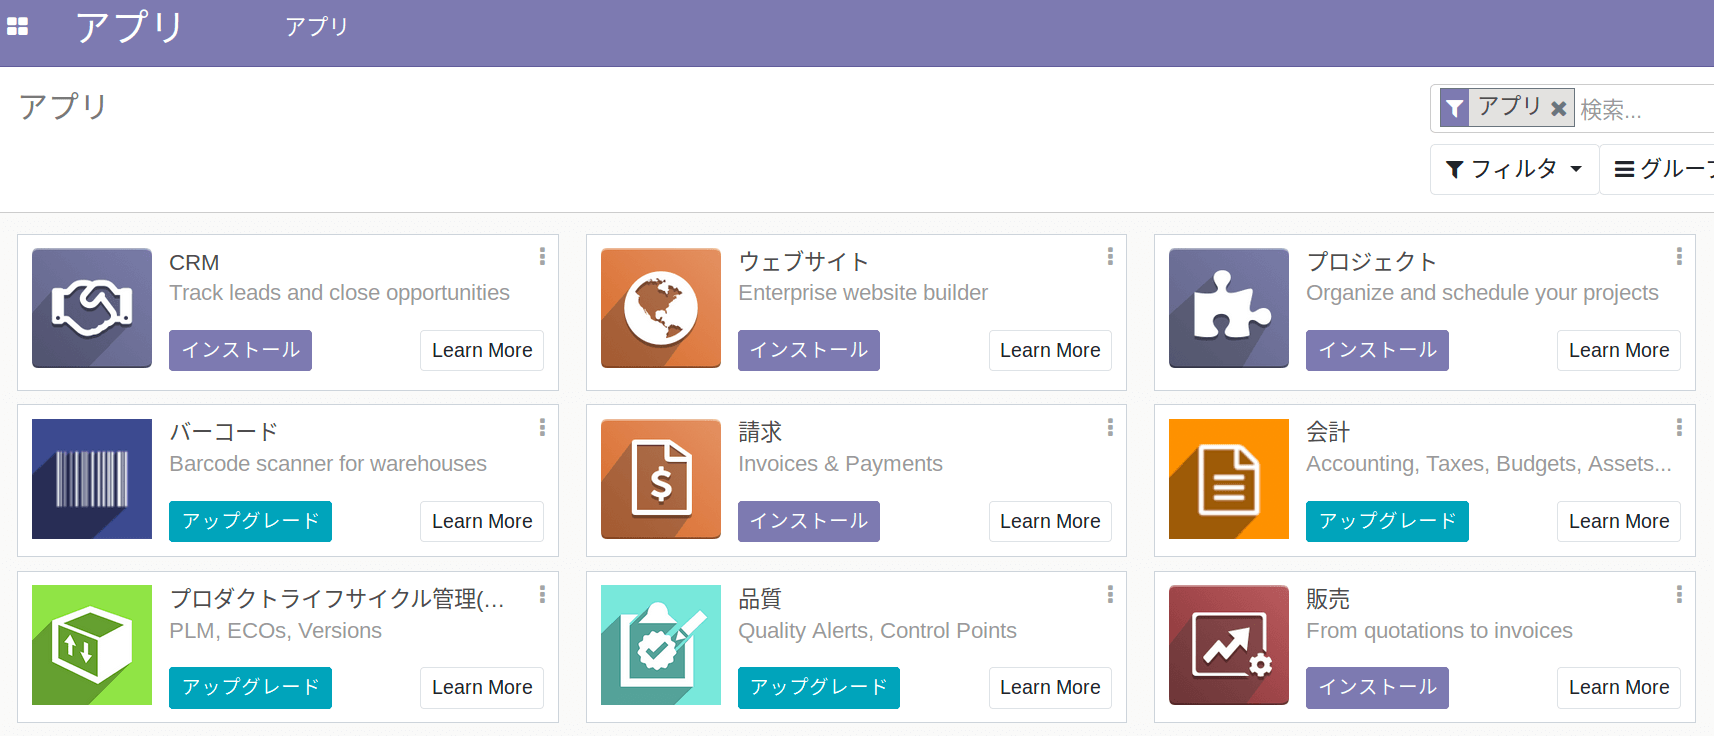 アプリ アプリ
アプリ
アプリ 検索...
フィルタ グループ
CRM
Track leads and close opportunities
インストール Learn More
ウェブサイト
Enterprise website builder
インストール Learn More
プロジェクト
Organize and schedule your projects
インストール Learn More
バーコード
Barcode scanner for warehouses
アップグレード Learn More
請求
Invoices & Payments
インストール Learn More
会計
Accounting, Taxes, Budgets, Assets...
アップグレード Learn More
プロダクトライフサイクル管理(...
PLM, ECOs, Versions
アップグレード Learn More
品質
Quality Alerts, Control Points
アップグレード Learn More
販売
From quotations to invoices
インストール Learn More